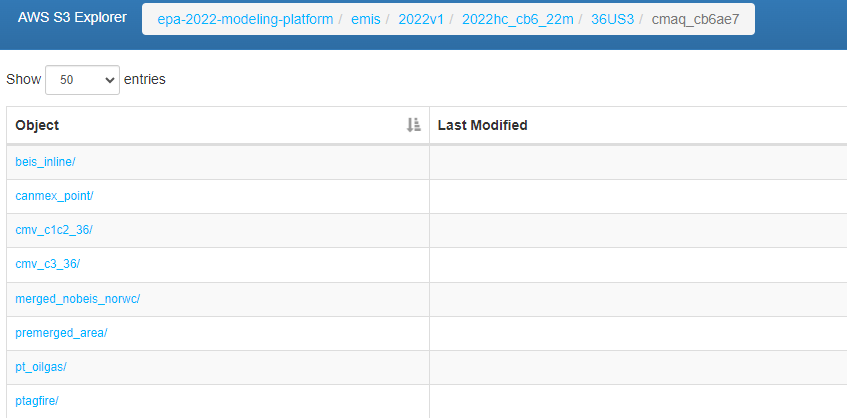 AWS S3 Explorer epa-2022-modeling-platform / emis / 2022v1 / 2022hc_cb6_22m / 36US3 / cmaq_cb6ae7
Show 50 entries
Object Last Modified
beis_inline/
canmex_point/
cmv_c1c2_36/
cmv_c3_36/
merged_nobeis_norwc/
premerged_area/
pt_oilgas/
ptagfire/